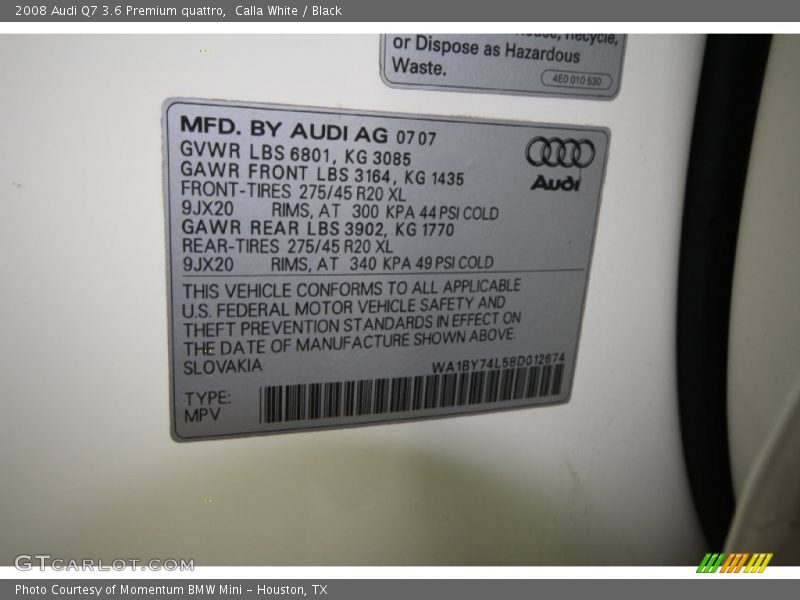 2008 Audi Q7 3.6 Premium quattro,  Calla White / Black
or Dispose as Hazardous
Waste.
4E0 010 530
MFD. BY AUDI AG 07 07
GVWR LBS 6801, KG 3085
GAWR FRONT LBS 3164, KG 1435
FRONT-TIRES 275/45 R20 XL
9JX20 RIMS, AT 300 KPA 44 PSI COLD
GAWR REAR LBS 3902, KG 1770
REAR-TIRES 275/45 R20 XL
9JX20 RIMS, AT 340 KPA 49 PSI COLD
Audi
THIS VEHICLE CONFORMS TO ALL APPLICABLE
U.S. FEDERAL MOTOR VEHICLE SAFETY AND
THEFT PREVENTION STANDARDS IN EFFECT ON
THE DATE OF MANUFACTURE SHOWN ABOVE.
SLOVAKIA
WA1BY74L58D012674
TYPE:
MPV
GTCARLOT.COM
Photo Courtesy of Momentum BMW Mini - Houston, TX